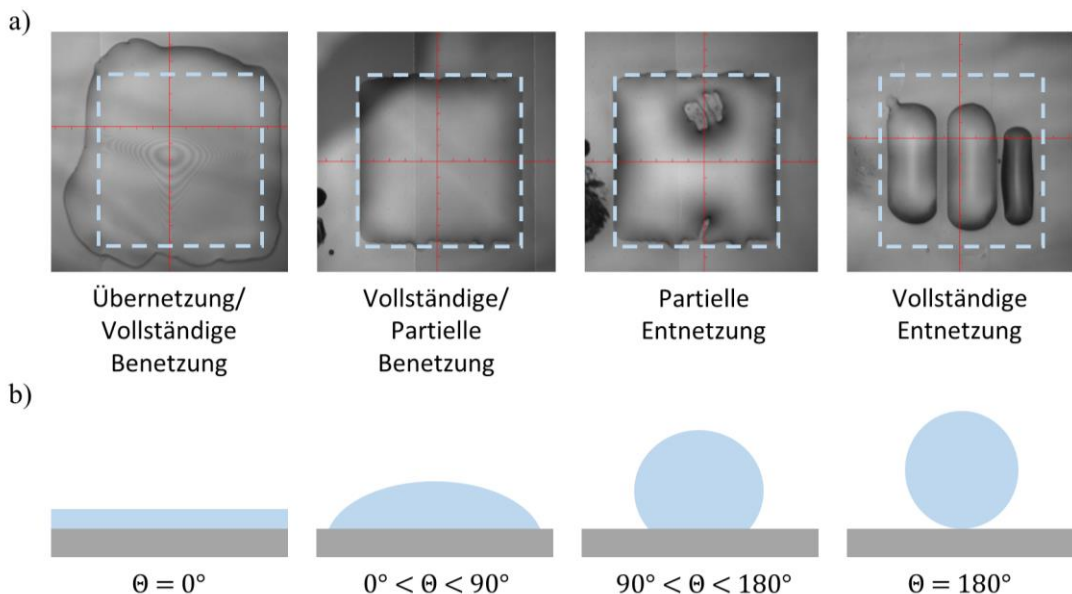 a)
Übernetzung/
Vollständige
Benetzung
Vollständige/
Partielle
Benetzung
Partielle
Entnetzung
Vollständige
Entnetzung
b)
Θ = 0°
0° < Θ < 90°
90° < Θ < 180°
Θ = 180°